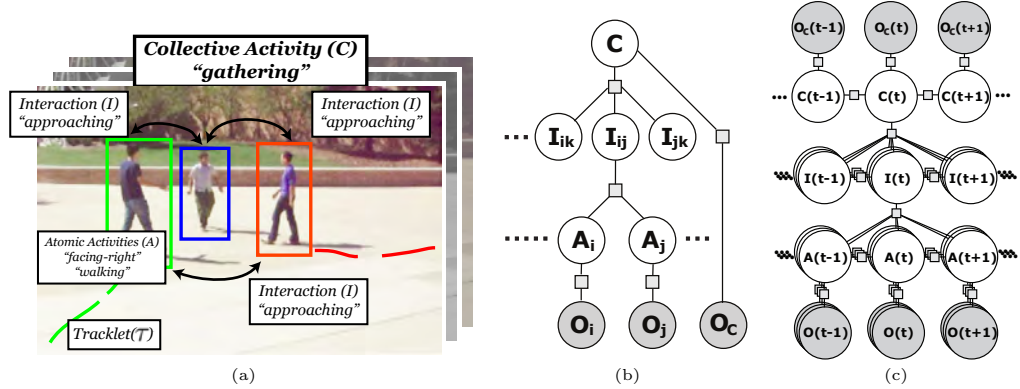 Collective Activity (C)
“gathering”
Interaction (I)
“approaching”
Interaction (I)
“approaching”
Atomic Activities (A)
“facing-right”
“walking”
Interaction (I)
“approaching”
Tracklet(T)
(a)
C
I_ik I_ij I_jk
A_i A_j
O_i O_j O_C
(b)
O_C(t-1) O_C(t) O_C(t+1)
... C(t-1) C(t) C(t+1) ...
I(t-1) I(t) I(t+1)
A(t-1) A(t) A(t+1)
O(t-1) O(t) O(t+1)
(c)